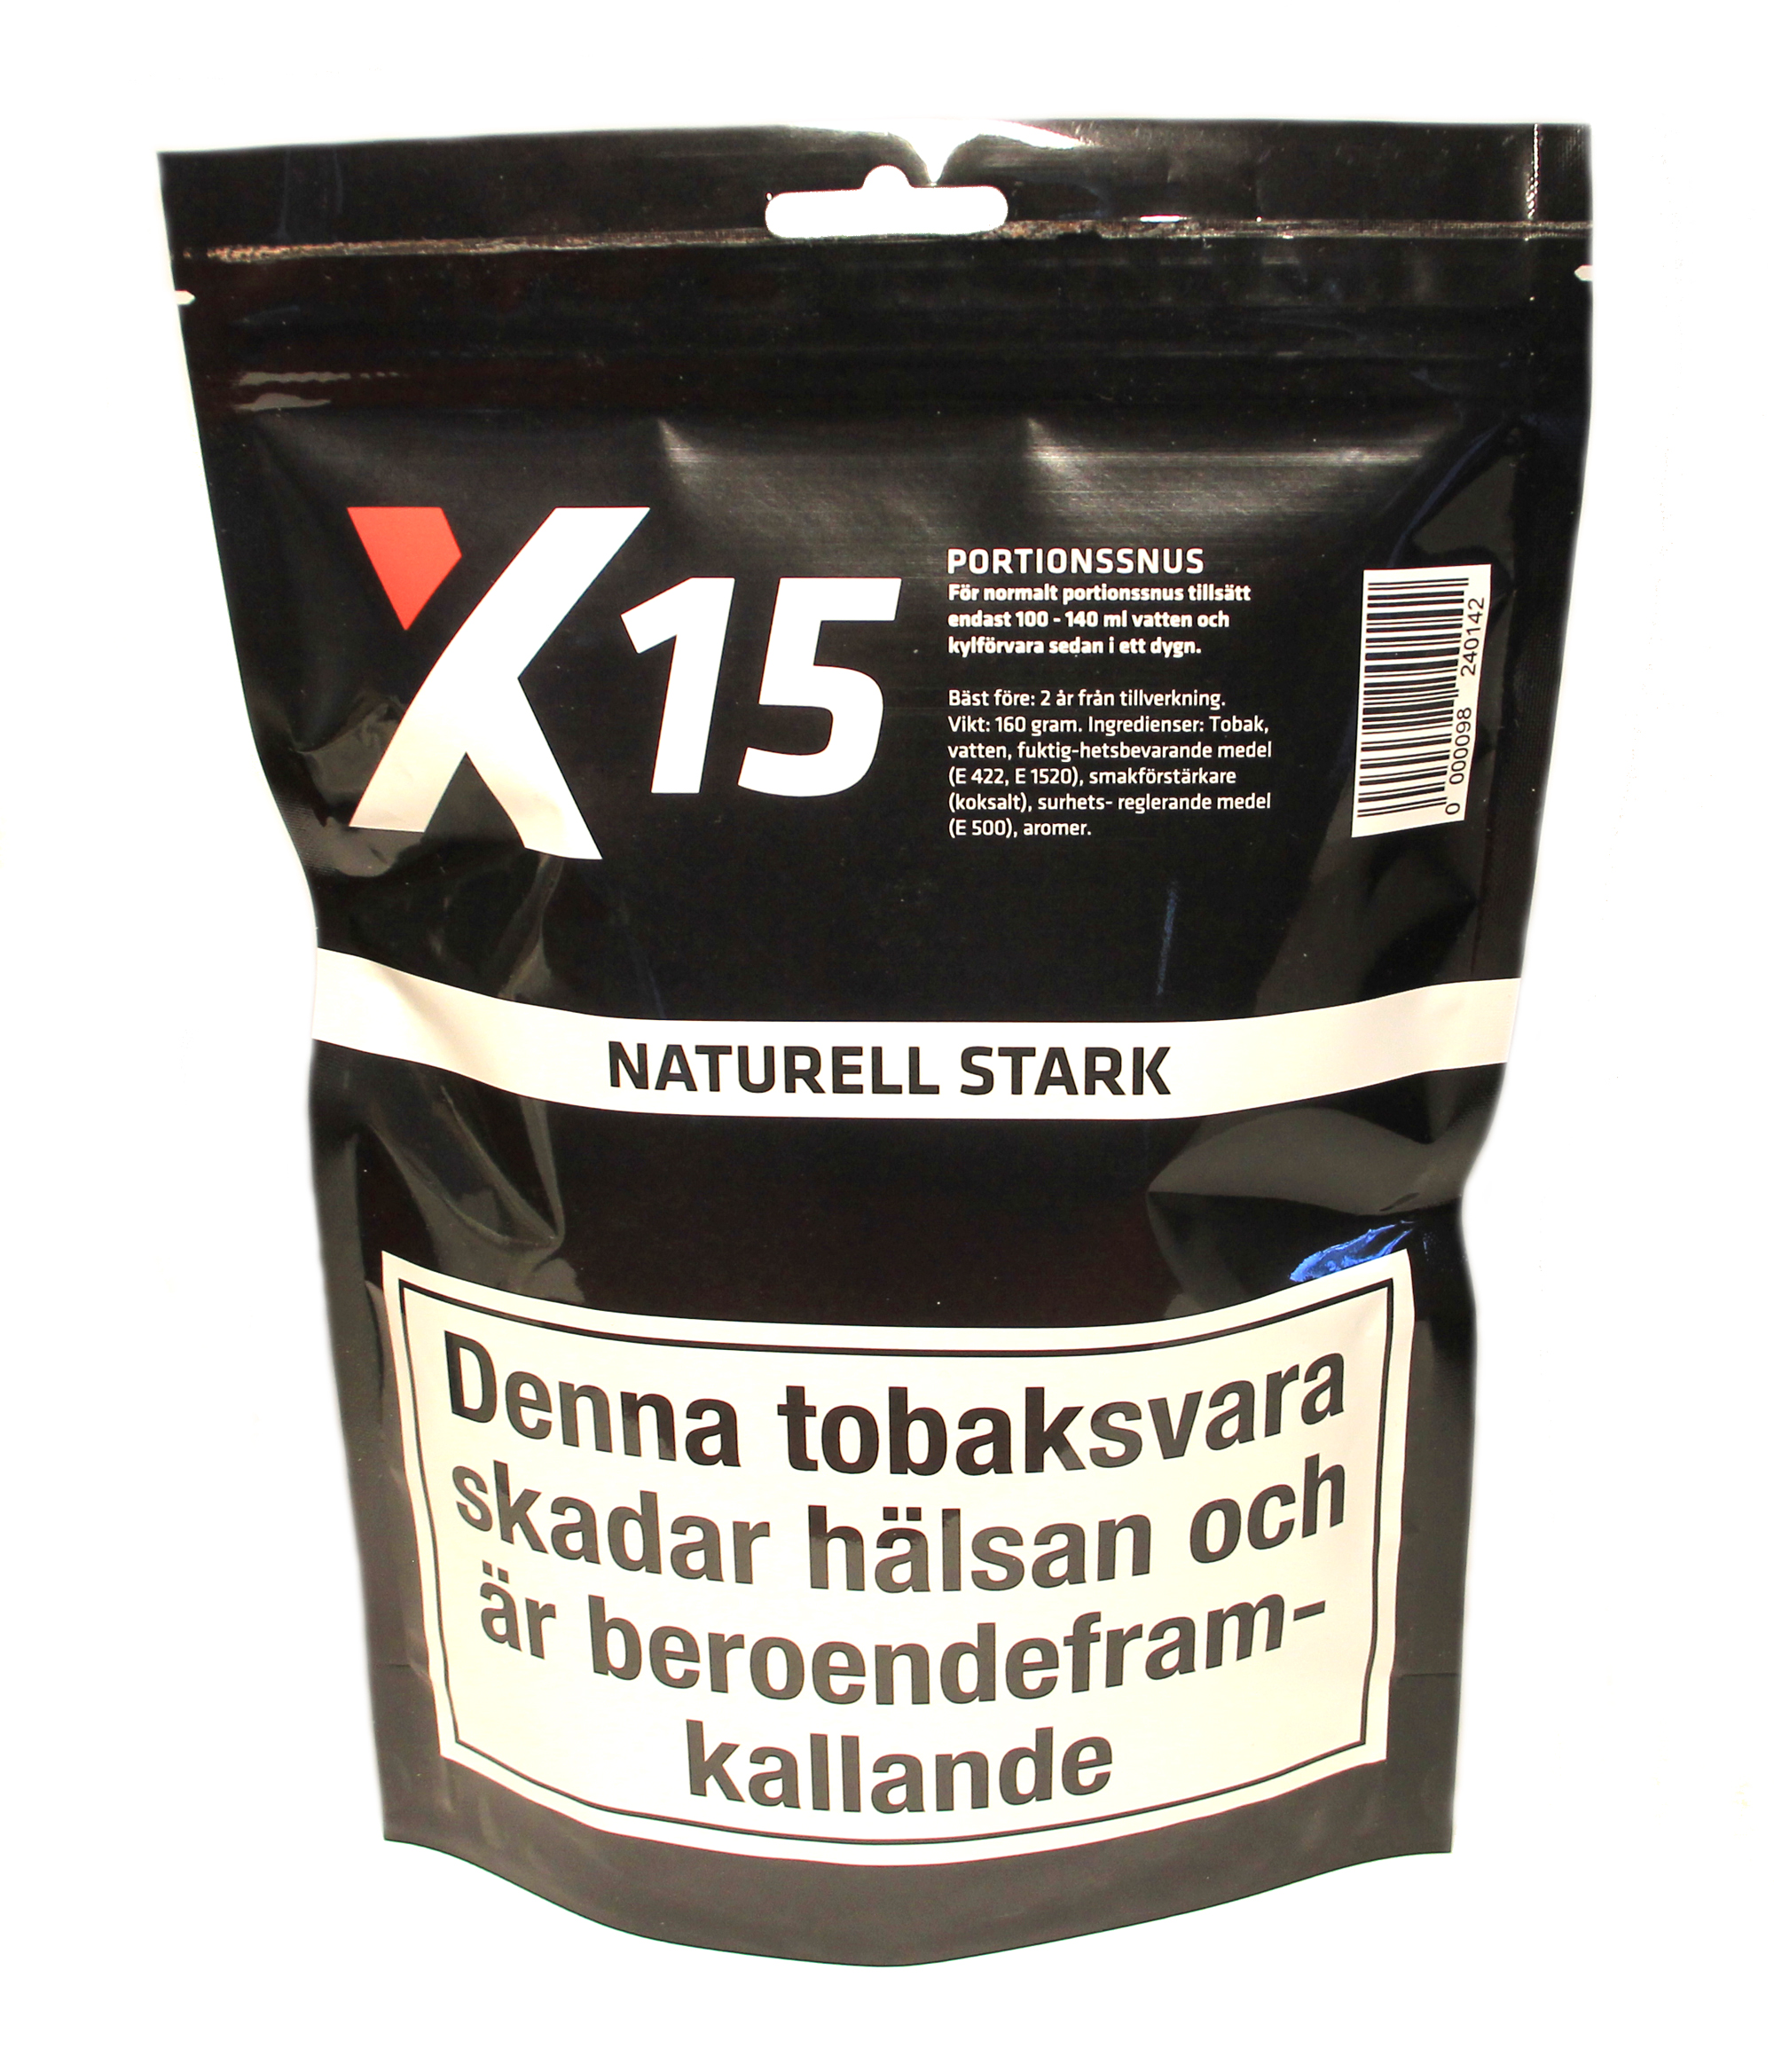 X15
PORTIONSSNUS
För normalt portionssnus tillsätt
endast 100 - 140 ml vatten och
kylförvara sedan i ett dygn.
Bäst före: 2 år från tillverkning.
Vikt: 160 gram. Ingredienser: Tobak,
vatten, fuktig-hetsbevarande medel
(E 422, E 1520), smakförstärkare
(koksalt), surhets- reglerande medel
(E 500), aromer.
0 000098 240142
NATURELL STARK
Denna tobaksvara
skadar hälsan och
är beroendefram-
kallande